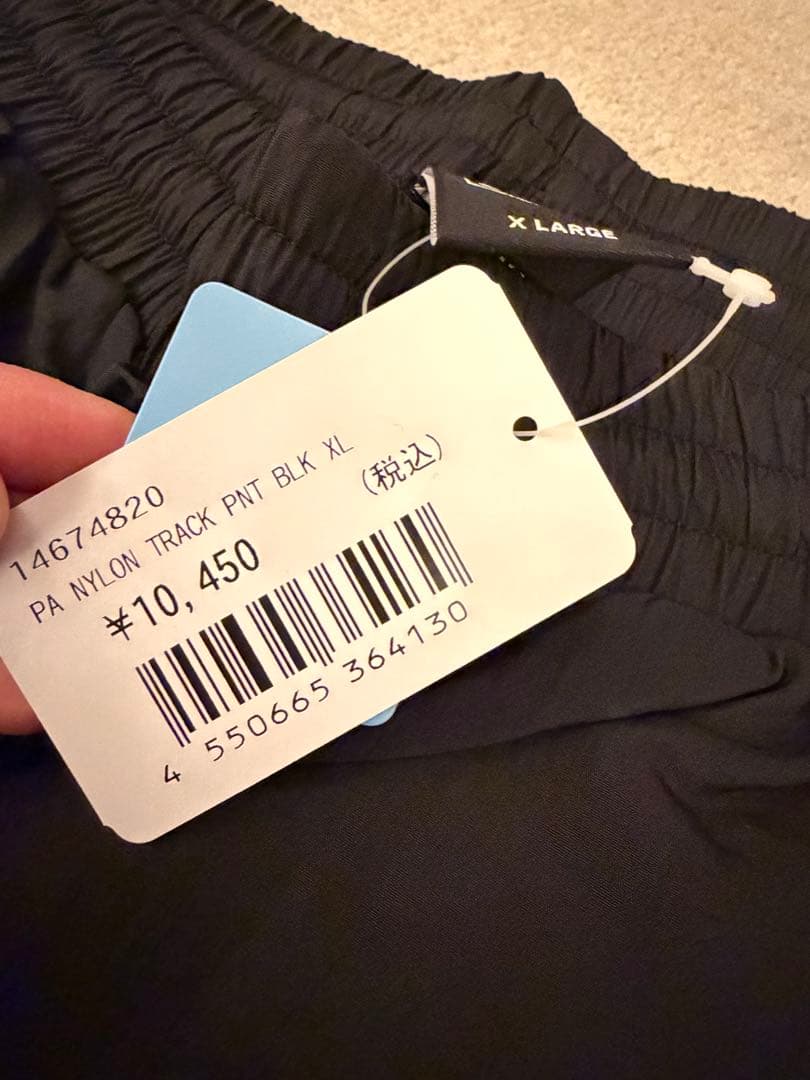 X LARGE
14674820
PA NYLON TRACK PNT BLK XL
¥10,450 (税込)
4 550665 364130